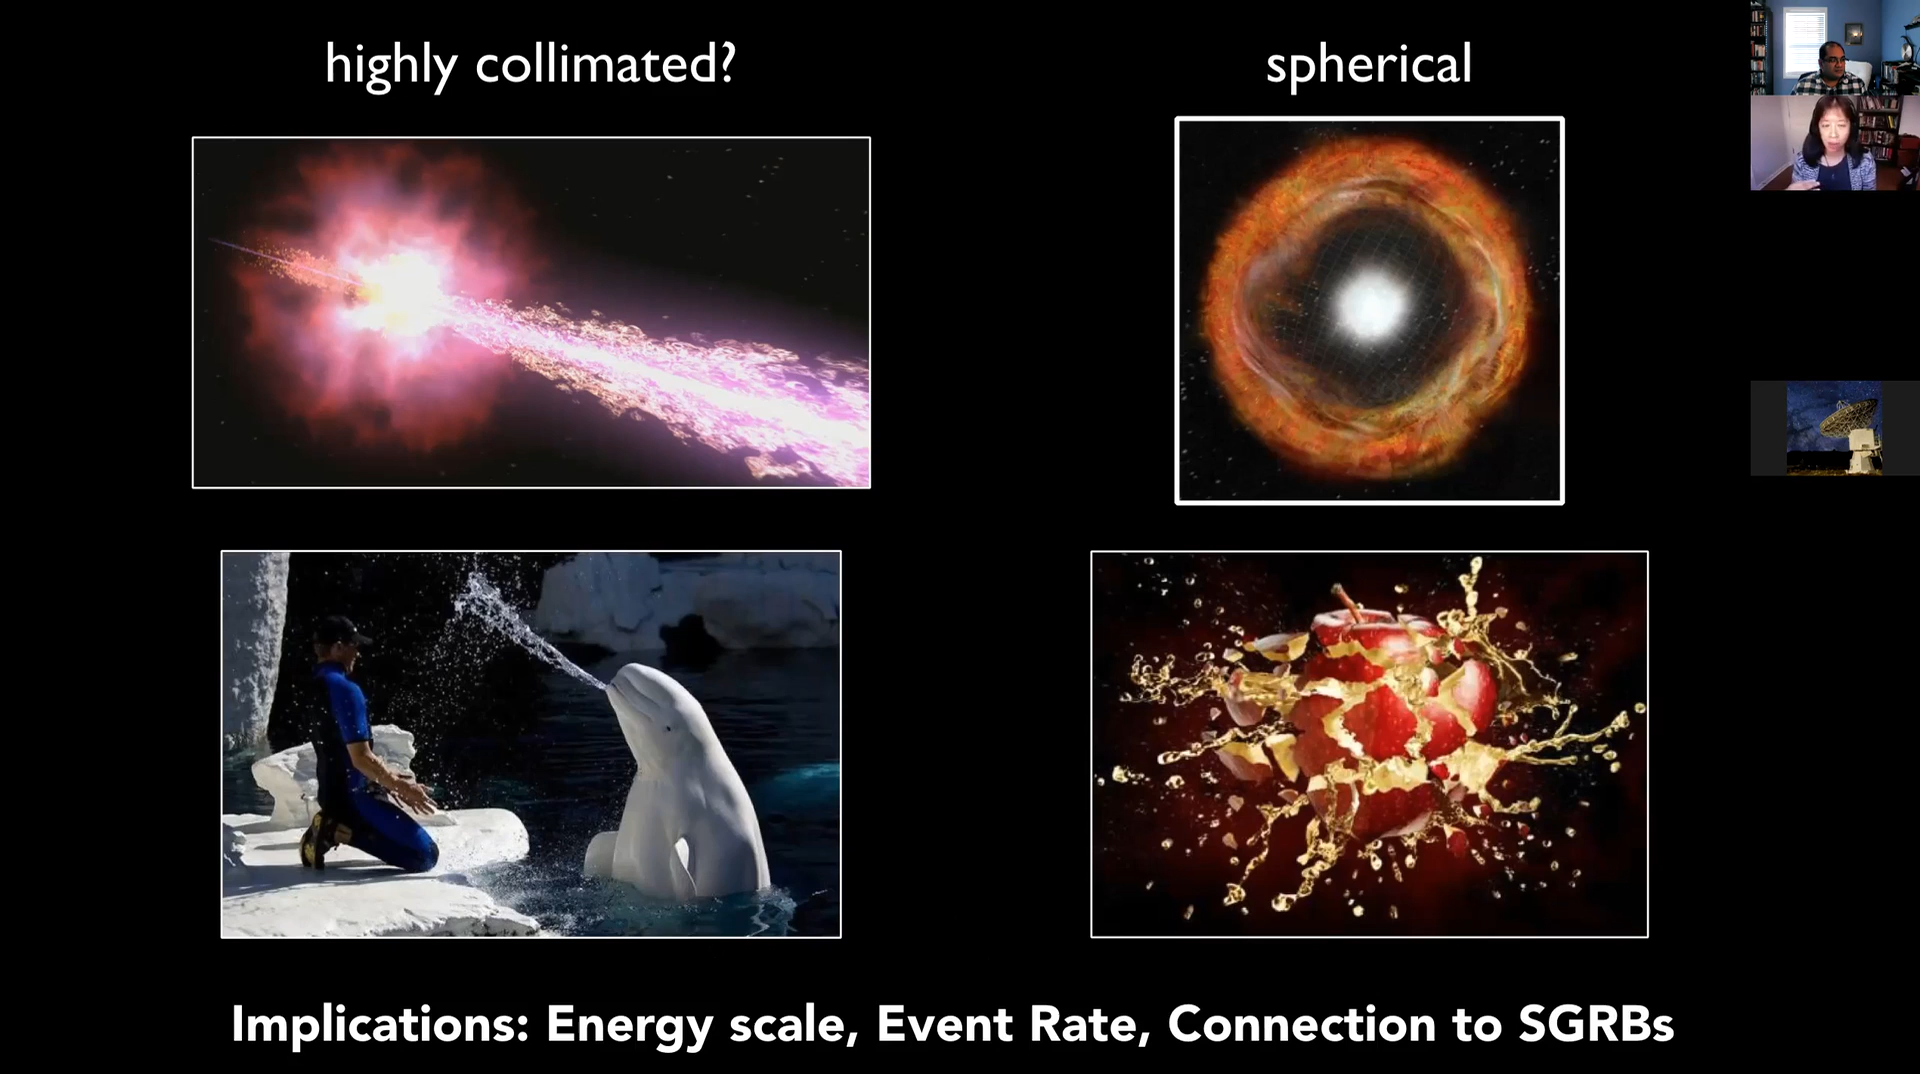 highly collimated?
spherical
Implications: Energy scale, Event Rate, Connection to SGRBs